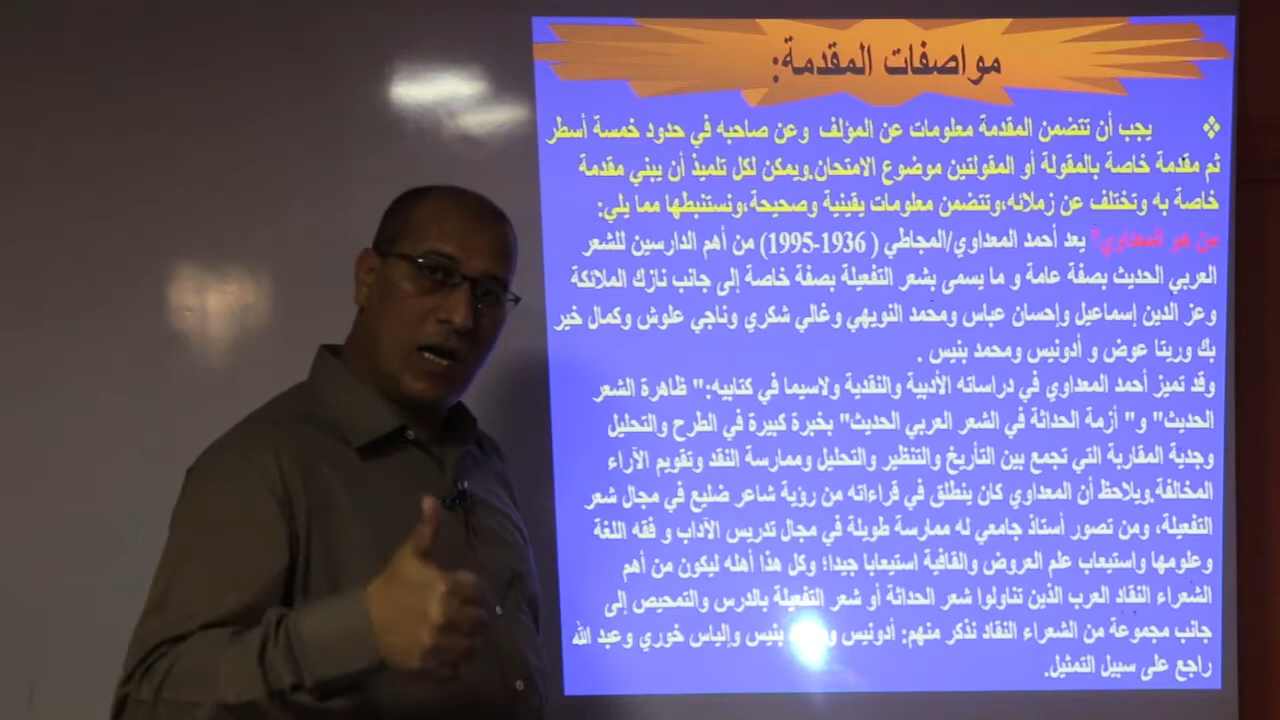 مواصفات المقدمة:
❖ يجب أن تتضمن المقدمة معلومات عن المؤلف وعن صاحبه في حدود خمسة أسطر
ثم مقدمة خاصة بالمقولة أو المقولتين موضوع الامتحان.ويمكن لكل تلميذ أن يبني مقدمة
خاصة به وتختلف عن زملائه،وتتضمن معلومات يقينية وصحيحة،ونستنبطها مما يلي:
من هو المعداوي؟ يعد أحمد المعداوي/المجاطي ( 1936-1995) من أهم الدارسين للشعر
العربي الحديث بصفة عامة و ما يسمى بشعر التفعيلة بصفة خاصة إلى جانب نازك الملائكة
وعز الدين إسماعيل وإحسان عباس ومحمد النويهي وغالي شكري وناجي علوش وكمال خير
بك وريتا عوض و أدونيس ومحمد بنيس .
وقد تميز أحمد المعداوي في دراساته الأدبية والنقدية ولاسيما في كتابيه:" ظاهرة الشعر
الحديث" و" أزمة الحداثة في الشعر العربي الحديث" بخبرة كبيرة في الطرح والتحليل
وجدية المقاربة التي تجمع بين التأريخ والتنظير والتحليل وممارسة النقد وتقويم الآراء
المخالفة.ويلاحظ أن المعداوي كان ينطلق في قراءاته من رؤية شاعر ضليع في مجال شعر
التفعيلة، ومن تصور أستاذ جامعي له ممارسة طويلة في مجال تدريس الآداب و فقه اللغة
وعلومها واستيعاب علم العروض والقافية استيعابا جيدا؛ وكل هذا أهله ليكون من أهم
الشعراء النقاد العرب الذين تناولوا شعر الحداثة أو شعر التفعيلة بالدرس والتمحيص إلى
جانب مجموعة من الشعراء النقاد نذكر منهم: أدونيس بنيس وإلياس خوري وعبد الله
راجع على سبيل التمثيل.